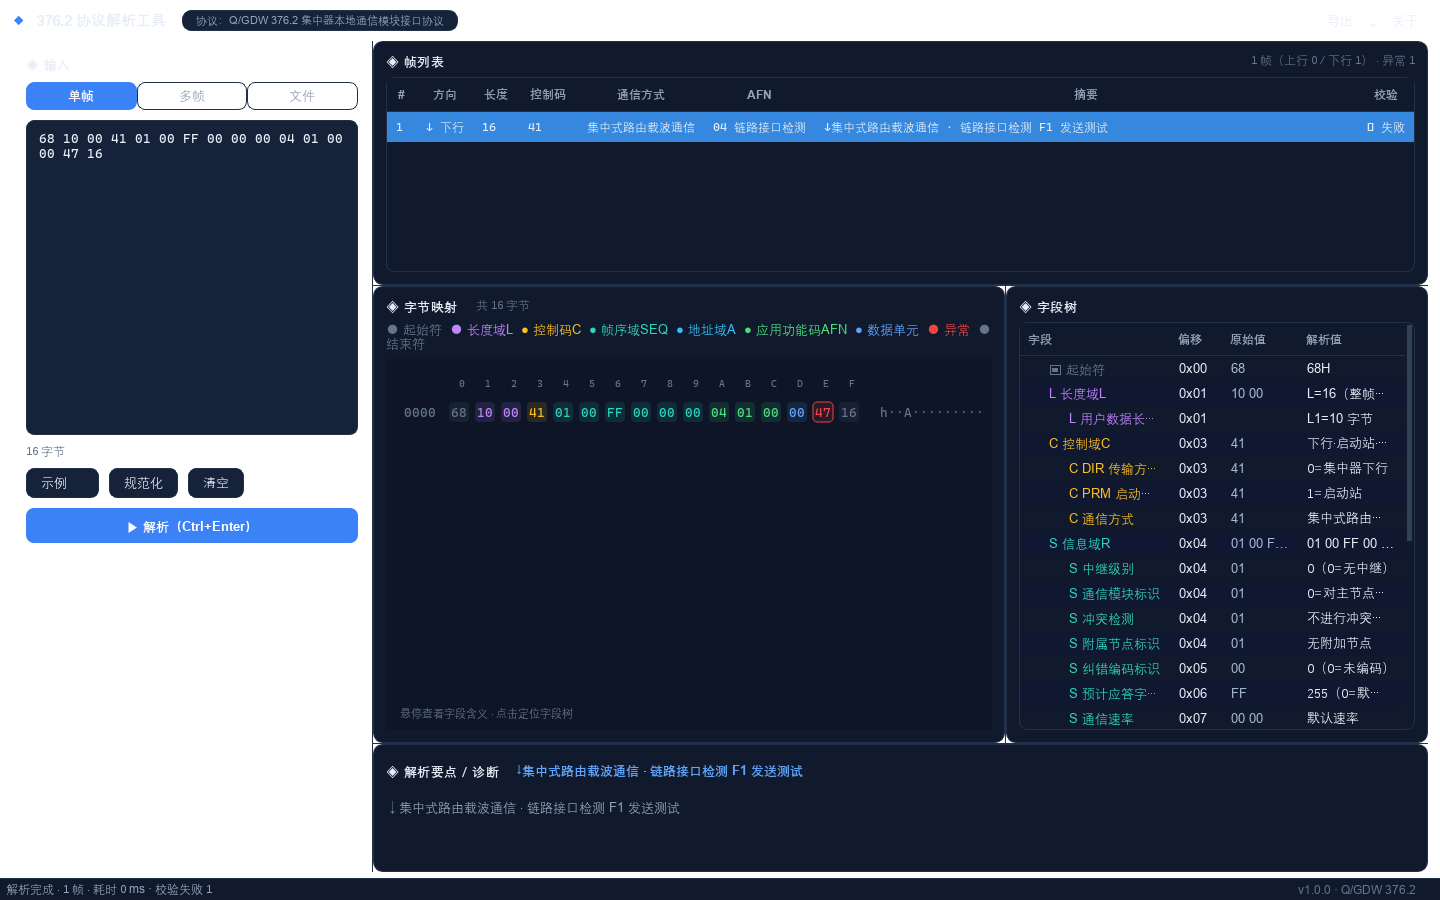 ◆ 376.2 协议解析工具 协议：Q/GDW 376.2 集中器本地通信模块接口协议 导出 关于
◈ 输入
单帧 多帧 文件
68 10 00 41 01 00 FF 00 00 00 04 01 00
00 47 16
16 字节
示例 规范化 清空
▶ 解析（Ctrl+Enter）
◈ 帧列表 1 帧（上行 0 / 下行 1） · 异常 1
# 方向 长度 控制码 通信方式 AFN 摘要 校验
1 ↓ 下行 16 41 集中式路由载波通信 04 链路接口检测 ↓集中式路由载波通信 · 链路接口检测 F1 发送测试 失败
◈ 字节映射 共 16 字节
● 起始符 ● 长度域L ● 控制码C ● 帧序域SEQ ● 地址域A ● 应用功能码AFN ● 数据单元 ● 异常 ●
结束符
0 1 2 3 4 5 6 7 8 9 A B C D E F
0000 68 10 00 41 01 00 FF 00 00 00 04 01 00 00 47 16 h··A·········
悬停查看字段含义 · 点击定位字段树
◈ 字段树
字段 偏移 原始值 解析值
起始符 0x00 68 68H
L 长度域L 0x01 10 00 L=16（整帧…
L 用户数据长… 0x01 L1=10 字节
C 控制域C 0x03 41 下行·启动站·…
C DIR 传输方… 0x03 41 0=集中器下行
C PRM 启动… 0x03 41 1=启动站
C 通信方式 0x03 41 集中式路由…
S 信息域R 0x04 01 00 F… 01 00 FF 00 …
S 中继级别 0x04 01 0（0=无中继）
S 通信模块标识 0x04 01 0=对主节点…
S 冲突检测 0x04 01 不进行冲突…
S 附属节点标识 0x04 01 无附加节点
S 纠错编码标识 0x05 00 0（0=未编码）
S 预计应答字… 0x06 FF 255（0=默…
S 通信速率 0x07 00 00 默认速率
◈ 解析要点 / 诊断 ↓集中式路由载波通信 · 链路接口检测 F1 发送测试
↓ 集中式路由载波通信 · 链路接口检测 F1 发送测试
解析完成 · 1 帧 · 耗时 0 ms · 校验失败 1 v1.0.0 · Q/GDW 376.2